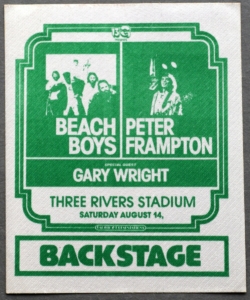 BEACH
BOYS
PETER
FRAMPTON
SPECIAL GUEST
GARY WRIGHT
THREE RIVERS STADIUM
SATURDAY AUGUST 14,
BACKSTAGE